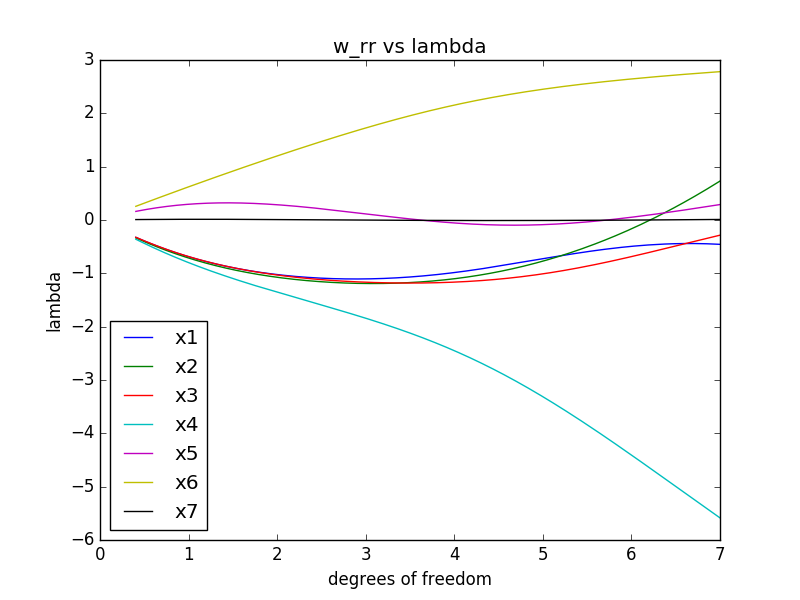 w_rr vs lambda
3
2
1
0
−1
−2
−3
−4
−5
−6
lambda
x1
x2
x3
x4
x5
x6
x7
0 1 2 3 4 5 6 7
degrees of freedom